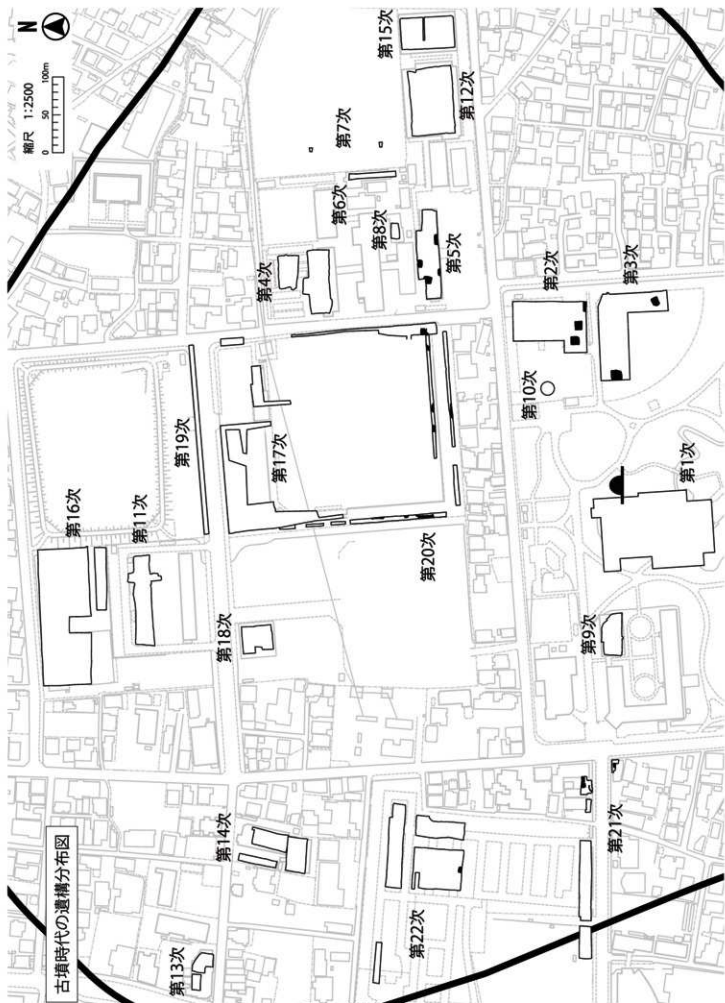 古墳時代の遺構分布図
N
縮尺 1:2500
0 50 100m
第13次
第14次
第18次
第16次
第11次
第19次
第17次
第4次
第7次
第15次
第6次
第8次
第12次
第5次
第22次
第20次
第2次
第10次
第3次
第21次
第9次
第1次